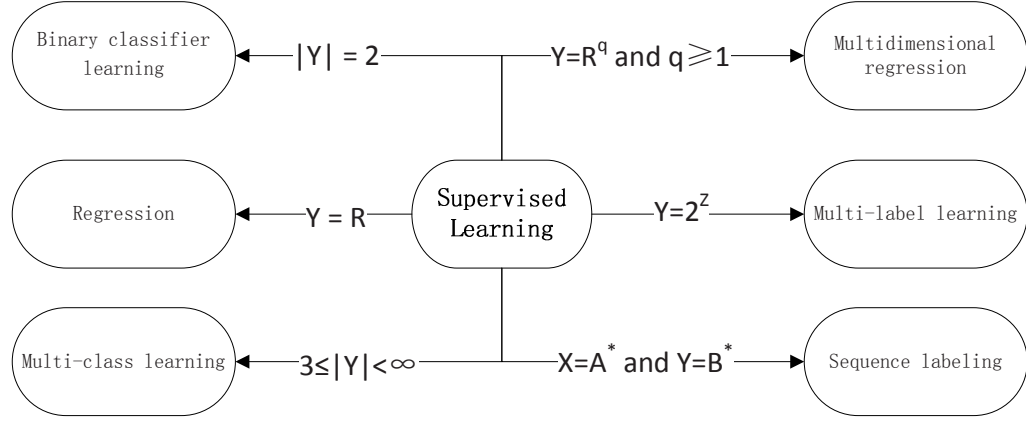 Binary classifier
learning
|Y| = 2
Y=R^q and q⩾1
Multidimensional
regression
Regression
Y = R
Supervised
Learning
Y=2^Z
Multi-label learning
Multi-class learning
3≤|Y|<∞
X=A^* and Y=B^*
Sequence labeling